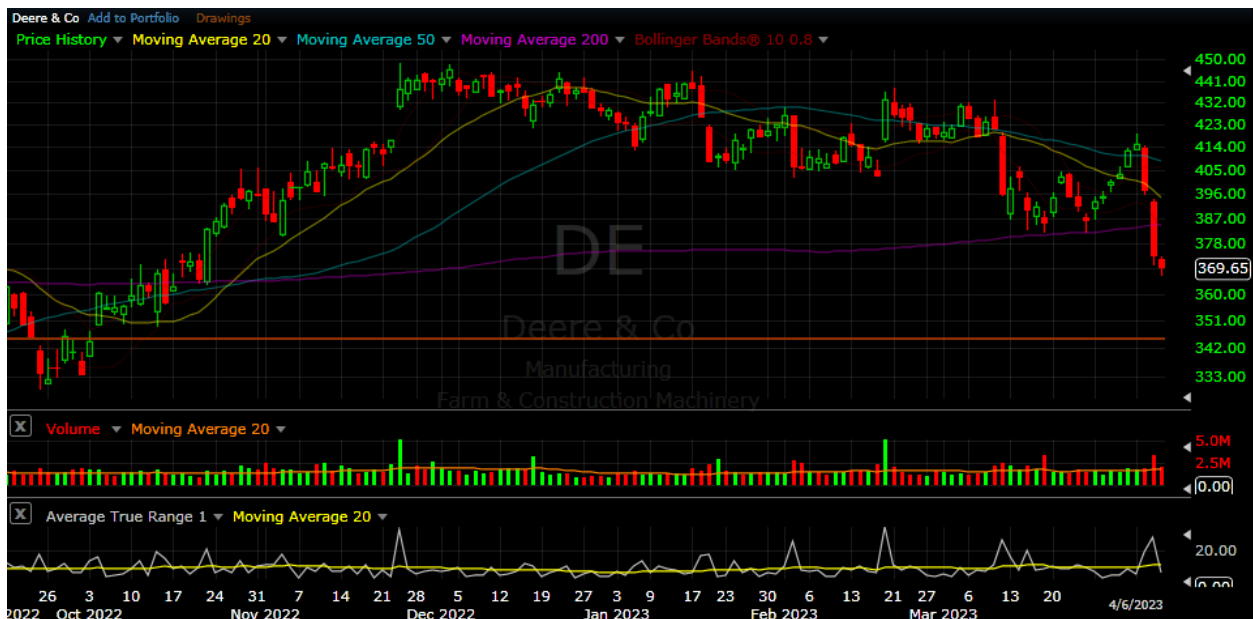 Deere & Co Add to Portfolio Drawings
Price History Moving Average 20 Moving Average 50 Moving Average 200 Bollinger Bands® 10 0.8
450.00
441.00
432.00
423.00
414.00
405.00
396.00
387.00
378.00
369.65
360.00
351.00
342.00
333.00
DE
Deere & Co
Manufacturing
Farm & Construction Machinery
X Volume Moving Average 20
5.0M
2.5M
0.00
X Average True Range 1 Moving Average 20
20.00
0.00
26 3 10 17 24 31 7 14 21 28 5 12 19 27 3 9 17 23 30 6 13 21 27 6 13 20
2022 Oct 2022 Nov 2022 Dec 2022 Jan 2023 Feb 2023 Mar 2023 4/6/2023